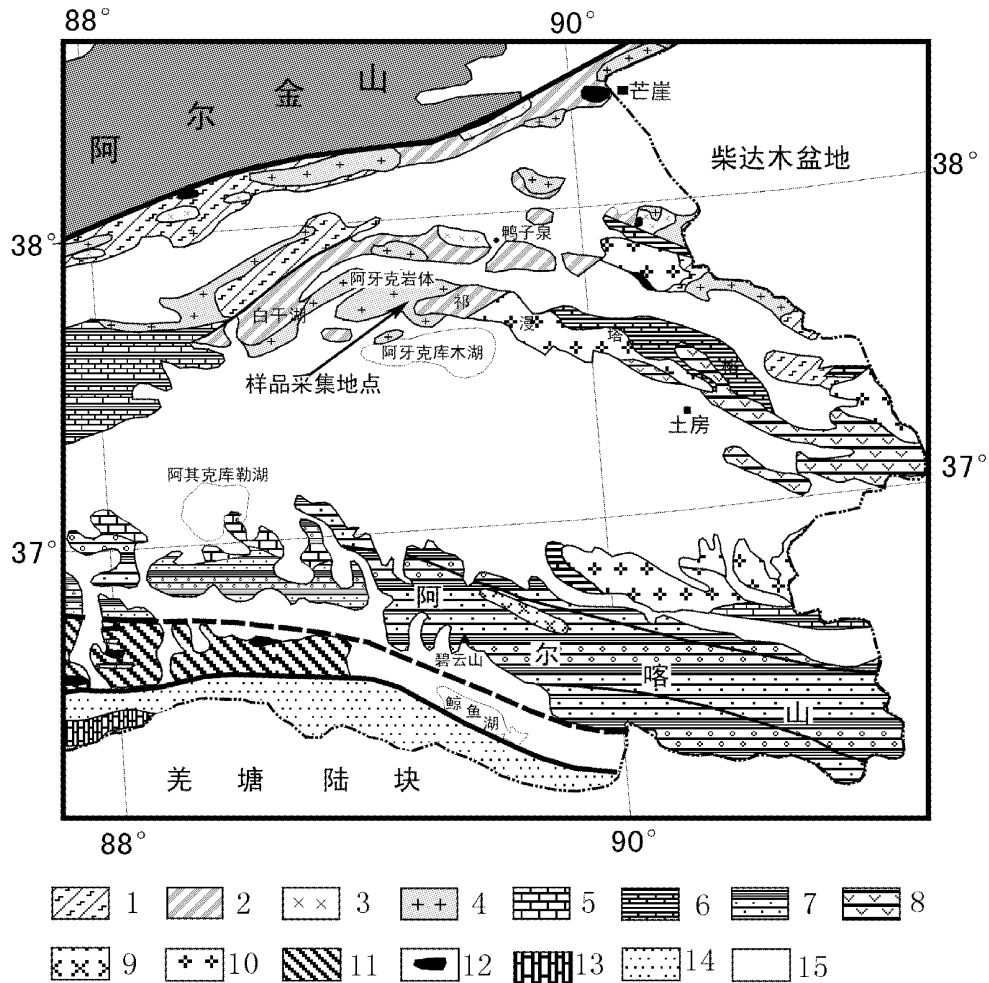 88° 90°
阿尔金山
芒崖
柴达木盆地
38°
38°
鸭子泉
阿牙克岩体
白干湖
祁漫塔格
阿牙克库木湖
样品采集地点
土房
37°
阿其克库勒湖
37°
阿尔喀山
碧云山
鲸鱼湖
羌塘陆块
88° 90°
1 2 3 4 5 6 7 8
9 10 11 12 13 14 15